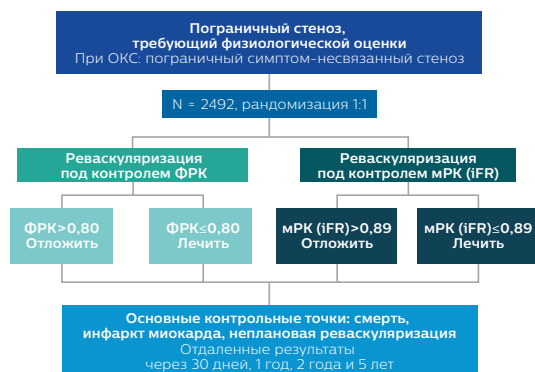 Пограничный стеноз,
требующий физиологической оценки
При ОКС: пограничный симптом-несвязанный стеноз
N = 2492, рандомизация 1:1
Реваскуляризация
под контролем ФРК
Реваскуляризация
под контролем мРК (iFR)
ФРК>0,80
Отложить
ФРК≤0,80
Лечить
мРК (iFR)>0,89
Отложить
мРК (iFR)≤0,89
Лечить
Основные контрольные точки: смерть,
инфаркт миокарда, неплановая реваскуляризация
Отдаленные результаты
через 30 дней, 1 год, 2 года и 5 лет